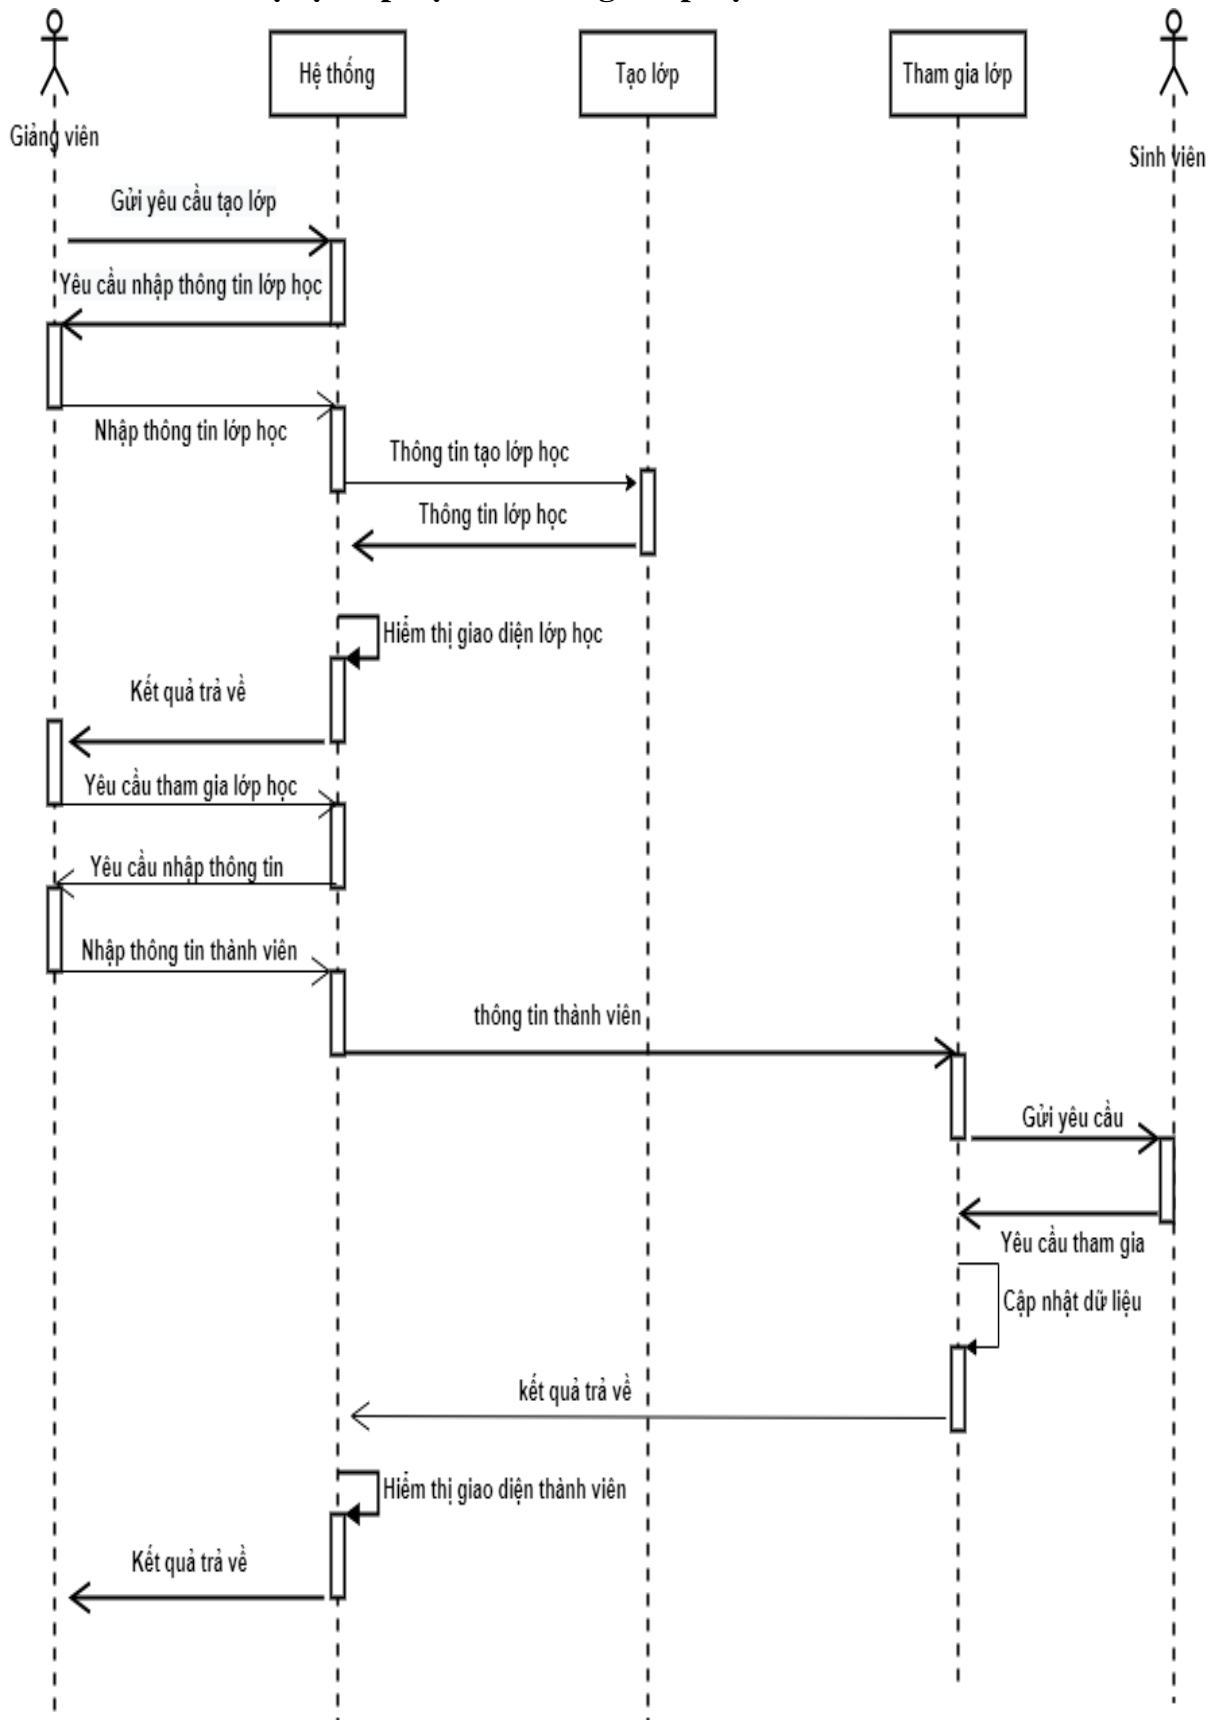 Hệ thống
Tạo lớp
Tham gia lớp
Giảng viên
Sinh viên
Gửi yêu cầu tạo lớp
Yêu cầu nhập thông tin lớp học
Nhập thông tin lớp học
Thông tin tạo lớp học
Thông tin lớp học
Hiểm thị giao diện lớp học
Kết quả trả về
Yêu cầu tham gia lớp học
Yêu cầu nhập thông tin
Nhập thông tin thành viên
thông tin thành viên
Gửi yêu cầu
Yêu cầu tham gia
Cập nhật dữ liệu
kết quả trả về
Hiểm thị giao diện thành viên
Kết quả trả về